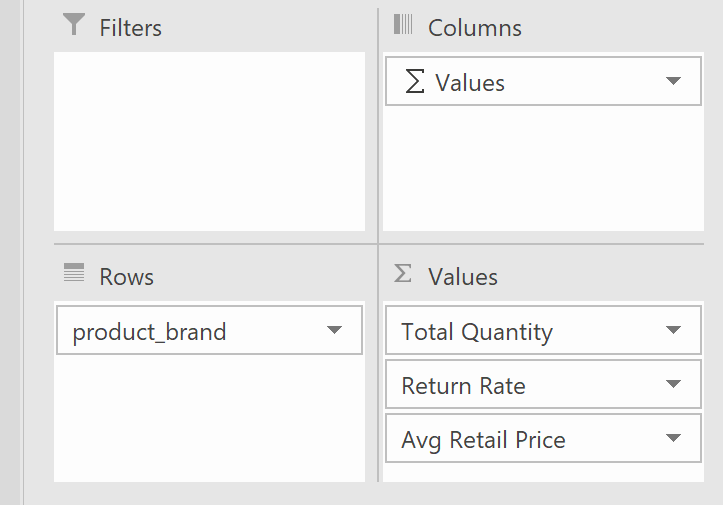 Filters
Columns
Σ Values
Rows
Σ Values
product_brand
Total Quantity
Return Rate
Avg Retail Price